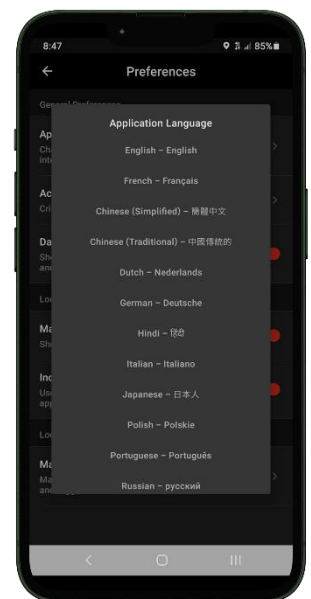 8:47
85%
Preferences
General Preferences
Application Language
English – English
French – Français
Chinese (Simplified) –簡體中文
Chinese (Traditional) – 中國傳統的
Dutch – Nederlands
German – Deutsche
Hindi – हिंदी
Italian – Italiano
Japanese – 日本人
Polish – Polskie
Portuguese – Português
Russian – русский